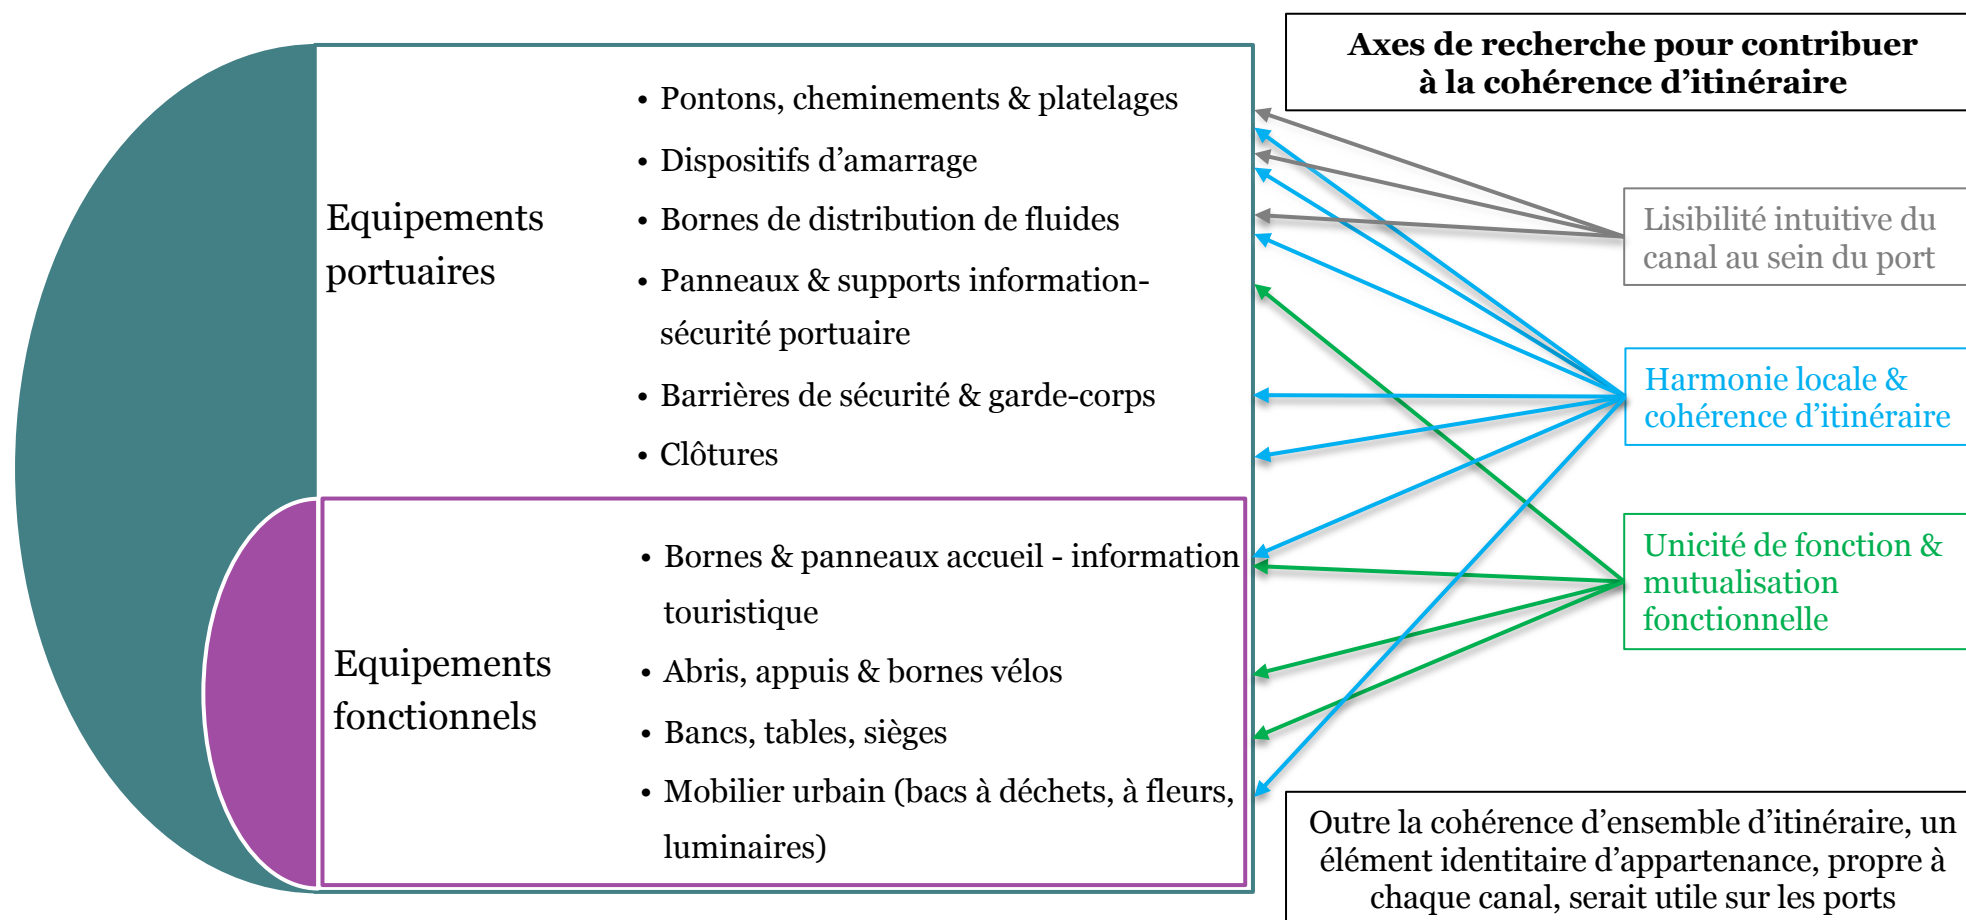 Axes de recherche pour contribuer
à la cohérence d’itinéraire
Equipements
portuaires
• Pontons, cheminements & platelages
• Dispositifs d’amarrage
• Bornes de distribution de fluides
• Panneaux & supports information-
sécurité portuaire
• Barrières de sécurité & garde-corps
• Clôtures
Equipements
fonctionnels
• Bornes & panneaux accueil - information
touristique
• Abris, appuis & bornes vélos
• Bancs, tables, sièges
• Mobilier urbain (bacs à déchets, à fleurs,
luminaires)
Lisibilité intuitive du
canal au sein du port
Harmonie locale &
cohérence d’itinéraire
Unicité de fonction &
mutualisation
fonctionnelle
Outre la cohérence d’ensemble d’itinéraire, un
élément identitaire d’appartenance, propre à
chaque canal, serait utile sur les ports